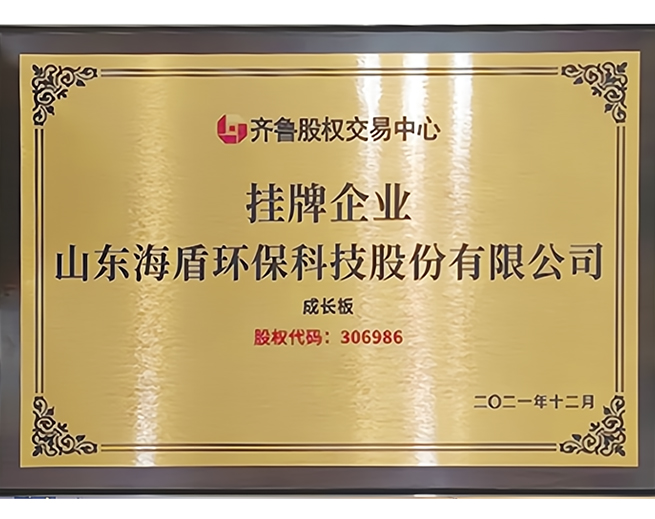 齐鲁股权交易中心
挂牌企业
山东海盾环保科技股份有限公司
成长板
股权代码：306986
二〇二一年十二月